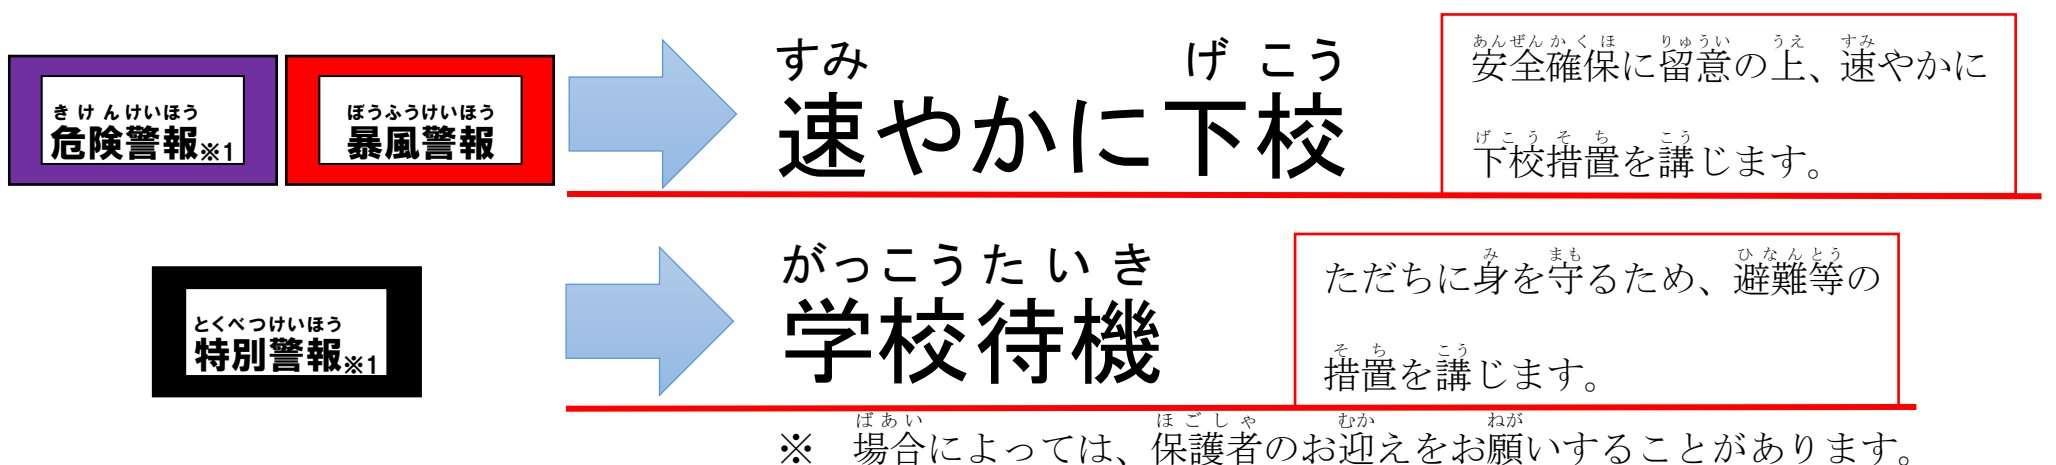 きけんけいほう
危険警報※1
ぼうふうけいほう
暴風警報
すみ げこう
速やかに下校
あんぜんかくほ りゅうい うえ すみ
安全確保に留意の上、速やかに
げこうそち こう
下校措置を講じます。
とくべつけいほう
特別警報※1
がっこうたいき
学校待機
み まも ひなんとう
ただちに身を守るため、避難等の
そち こう
措置を講じます。
ばあい ほごしゃ むか ねが
※ 場合によっては、保護者のお迎えをお願いすることがあります。